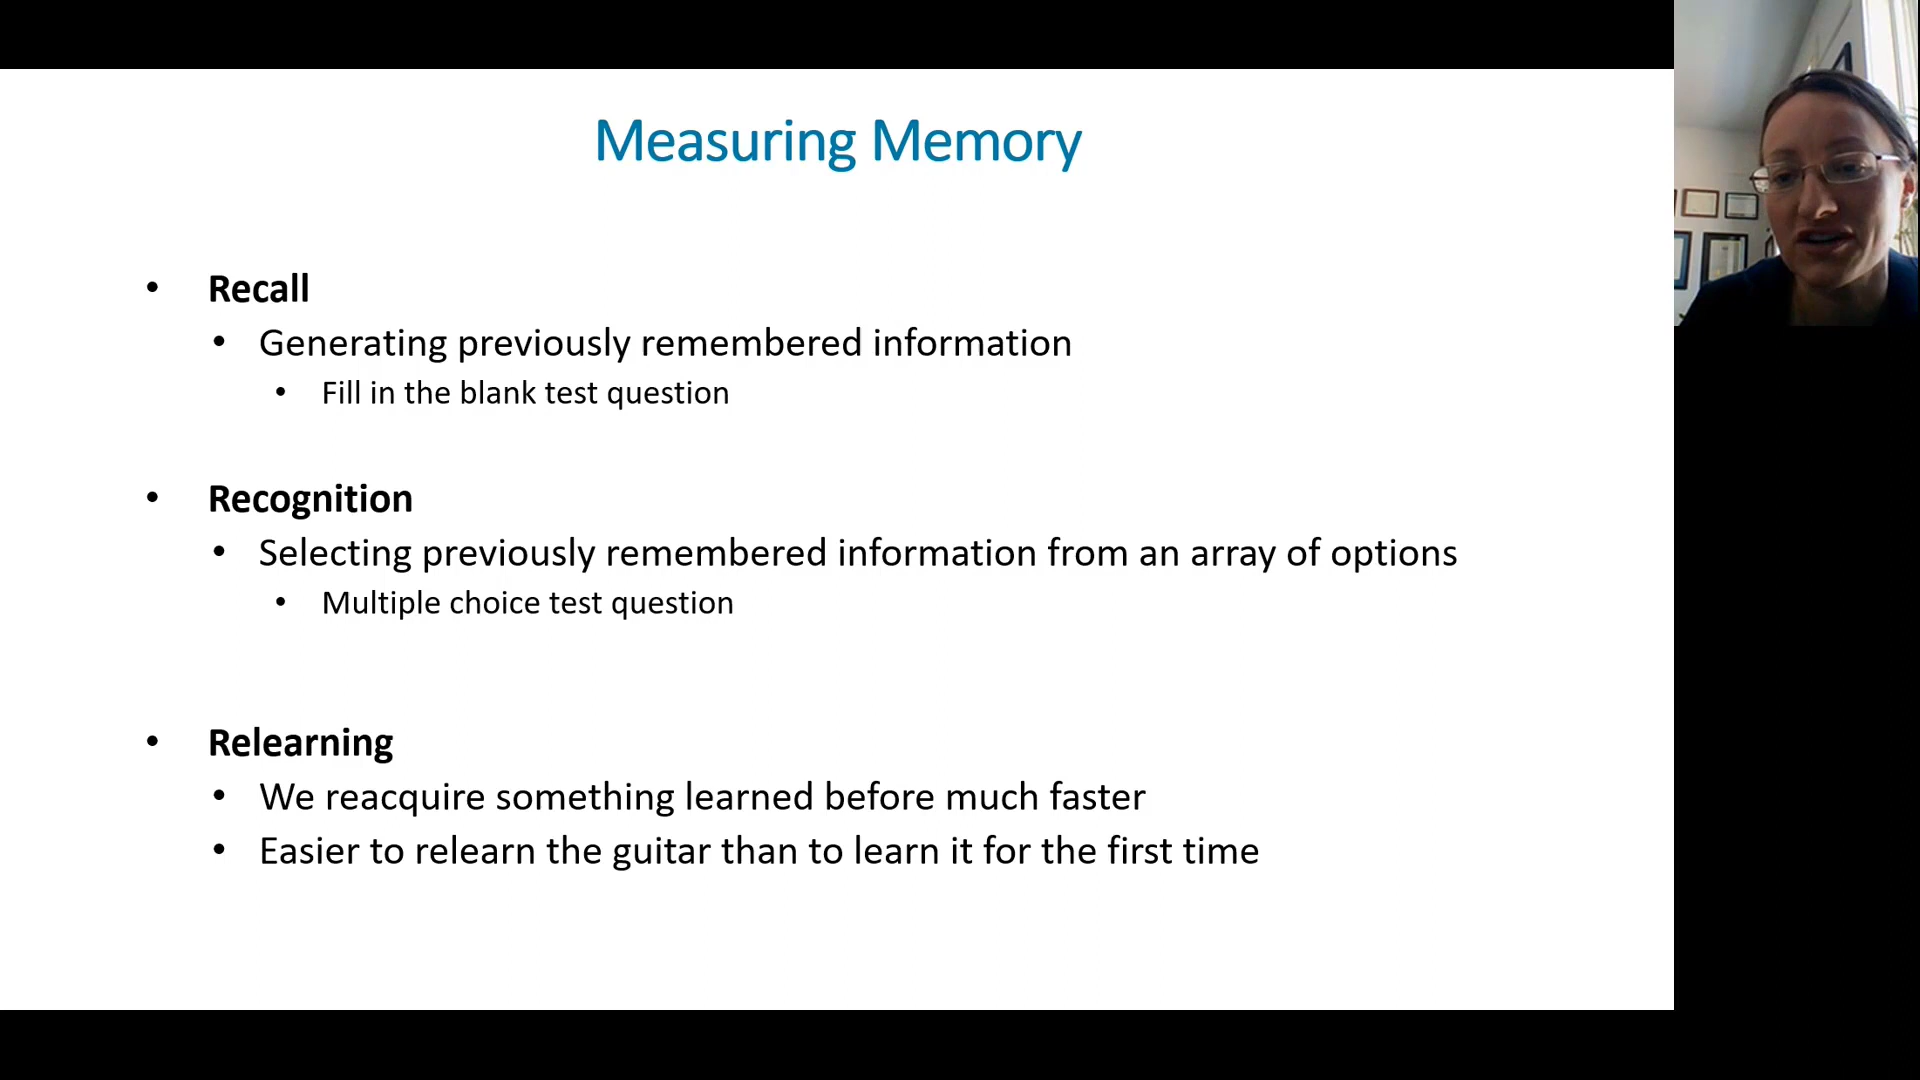 Measuring Memory
• Recall
• Generating previously remembered information
• Fill in the blank test question
• Recognition
• Selecting previously remembered information from an array of options
• Multiple choice test question
• Relearning
• We reacquire something learned before much faster
• Easier to relearn the guitar than to learn it for the first time